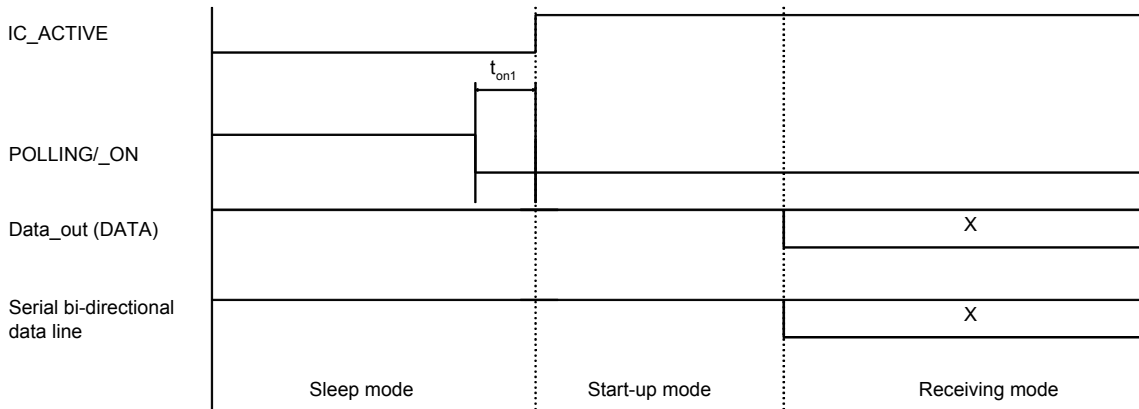 IC_ACTIVE
t_on1
POLLING/_ON
Data_out (DATA)
X
Serial bi-directional
data line
X
Sleep mode
Start-up mode
Receiving mode